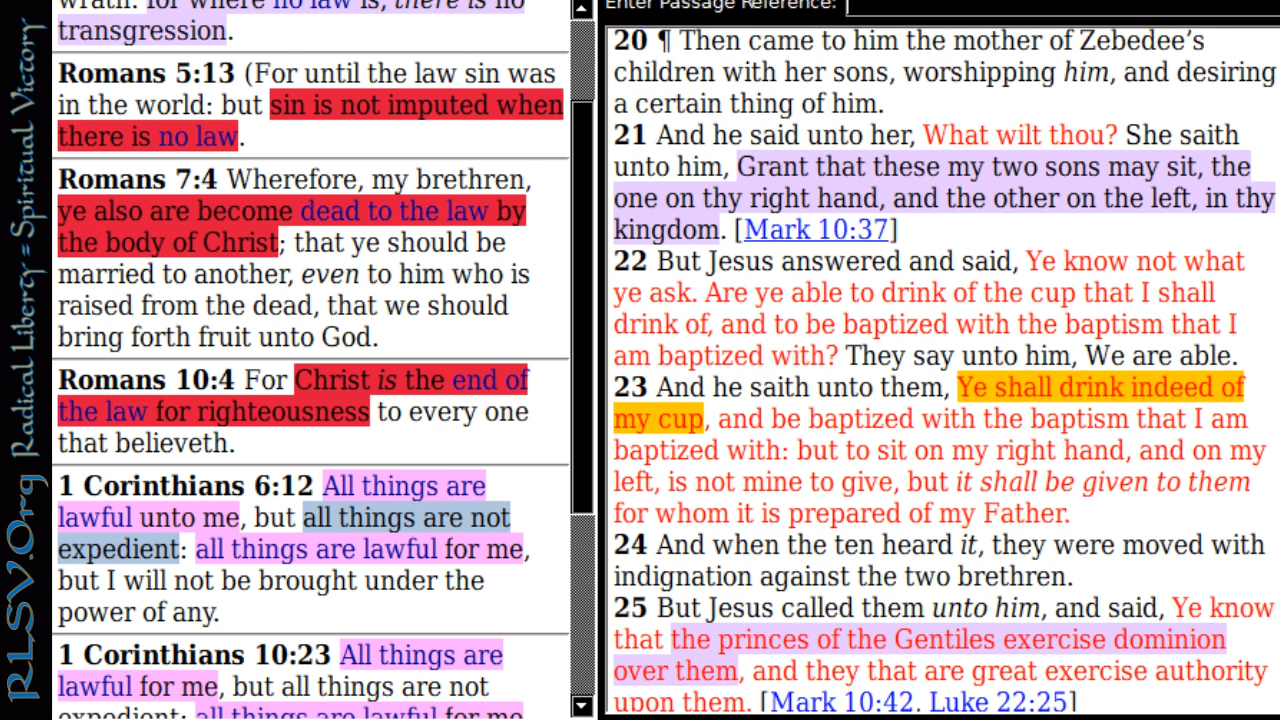 RLSV.Org Radical Liberty = Spiritual Victory
wrath: for where no law is, there is no
transgression.
Romans 5:13 (For until the law sin was
in the world: but sin is not imputed when
there is no law.
Romans 7:4 Wherefore, my brethren,
ye also are become dead to the law by
the body of Christ; that ye should be
married to another, even to him who is
raised from the dead, that we should
bring forth fruit unto God.
Romans 10:4 For Christ is the end of
the law for righteousness to every one
that believeth.
1 Corinthians 6:12 All things are
lawful unto me, but all things are not
expedient: all things are lawful for me,
but I will not be brought under the
power of any.
1 Corinthians 10:23 All things are
lawful for me, but all things are not
expedient: all things are lawful for me
Enter Passage Reference:
20 ¶ Then came to him the mother of Zebedee’s
children with her sons, worshipping him, and desiring
a certain thing of him.
21 And he said unto her, What wilt thou? She saith
unto him, Grant that these my two sons may sit, the
one on thy right hand, and the other on the left, in thy
kingdom. [Mark 10:37]
22 But Jesus answered and said, Ye know not what
ye ask. Are ye able to drink of the cup that I shall
drink of, and to be baptized with the baptism that I
am baptized with? They say unto him, We are able.
23 And he saith unto them, Ye shall drink indeed of
my cup, and be baptized with the baptism that I am
baptized with: but to sit on my right hand, and on my
left, is not mine to give, but it shall be given to them
for whom it is prepared of my Father.
24 And when the ten heard it, they were moved with
indignation against the two brethren.
25 But Jesus called them unto him, and said, Ye know
that the princes of the Gentiles exercise dominion
over them, and they that are great exercise authority
upon them. [Mark 10:42, Luke 22:25]